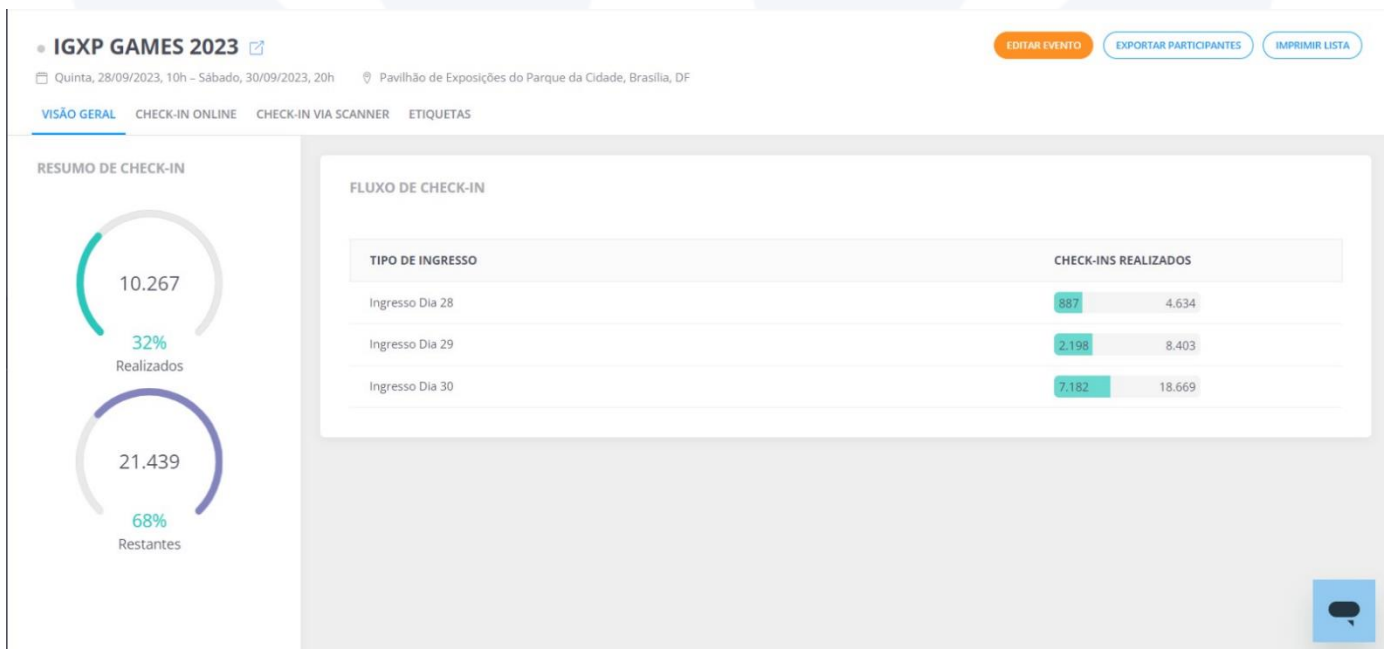 IGXP GAMES 2023
EDITAR EVENTO EXPORTAR PARTICIPANTES IMPRIMIR LISTA
Quinta, 28/09/2023, 10h – Sábado, 30/09/2023, 20h Pavilhão de Exposições do Parque da Cidade, Brasília, DF
VISÃO GERAL CHECK-IN ONLINE CHECK-IN VIA SCANNER ETIQUETAS
RESUMO DE CHECK-IN
10.267
32%
Realizados
21.439
68%
Restantes
FLUXO DE CHECK-IN
TIPO DE INGRESSO CHECK-INS REALIZADOS
Ingresso Dia 28 887 4.634
Ingresso Dia 29 2.198 8.403
Ingresso Dia 30 7.182 18.669